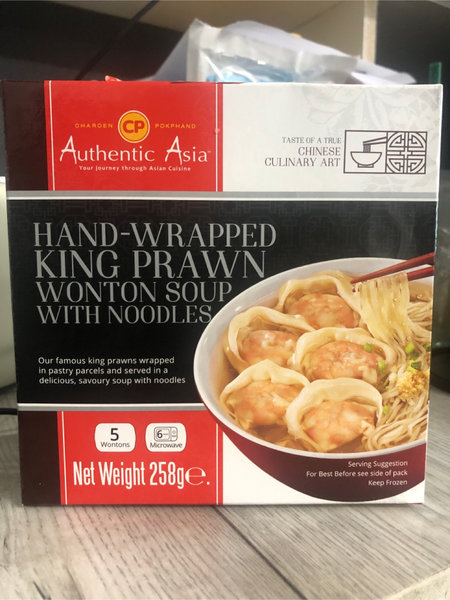 CHAROEN CP POKPHAND
Authentic Asia™
Your journey through Asian Cuisine
TASTE OF A TRUE
CHINESE
CULINARY ART
HAND-WRAPPED
KING PRAWN
WONTON SOUP
WITH NOODLES
Our famous king prawns wrapped
in pastry parcels and served in a
delicious, savoury soup with noodles
5
Wontons
6
Microwave
Net Weight 258g℮.
Serving Suggestion
For Best Before see side of pack
Keep Frozen